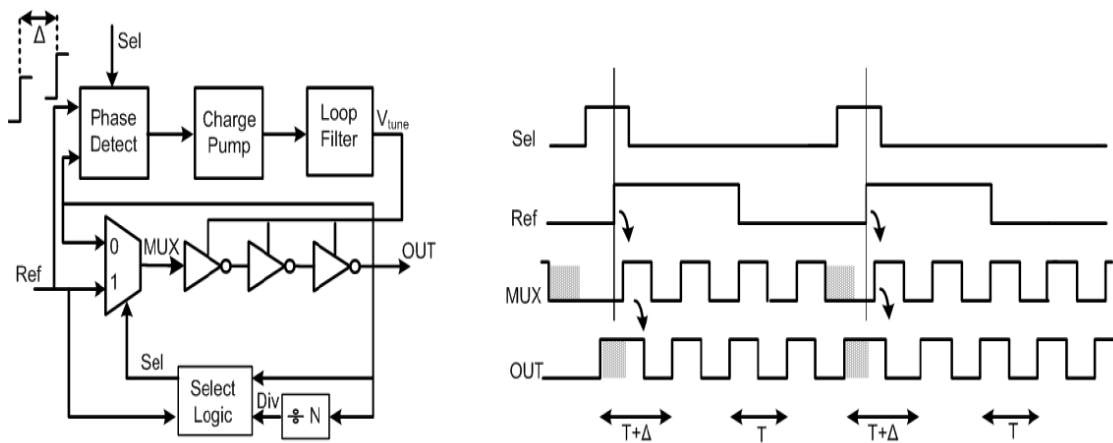 Δ
Sel
Phase
Detect
Charge
Pump
Loop
Filter
Vtune
0
1
MUX
OUT
Ref
Sel
Select
Logic
Div
÷ N
Sel
Ref
MUX
OUT
T+Δ
T
T+Δ
T